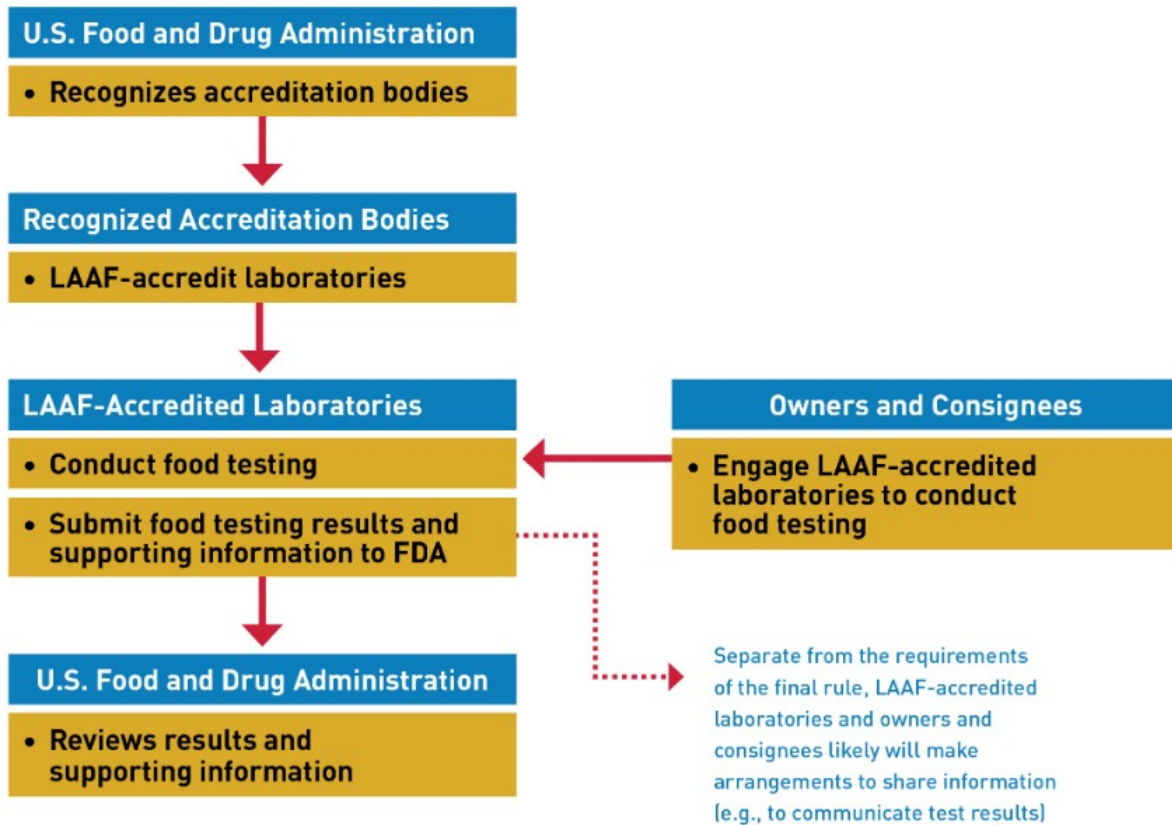 U.S. Food and Drug Administration
• Recognizes accreditation bodies
Recognized Accreditation Bodies
• LAAF-accredit laboratories
LAAF-Accredited Laboratories
• Conduct food testing
• Submit food testing results and
supporting information to FDA
Owners and Consignees
• Engage LAAF-accredited
laboratories to conduct
food testing
U.S. Food and Drug Administration
• Reviews results and
supporting information
Separate from the requirements
of the final rule, LAAF-accredited
laboratories and owners and
consignees likely will make
arrangements to share information
(e.g., to communicate test results)